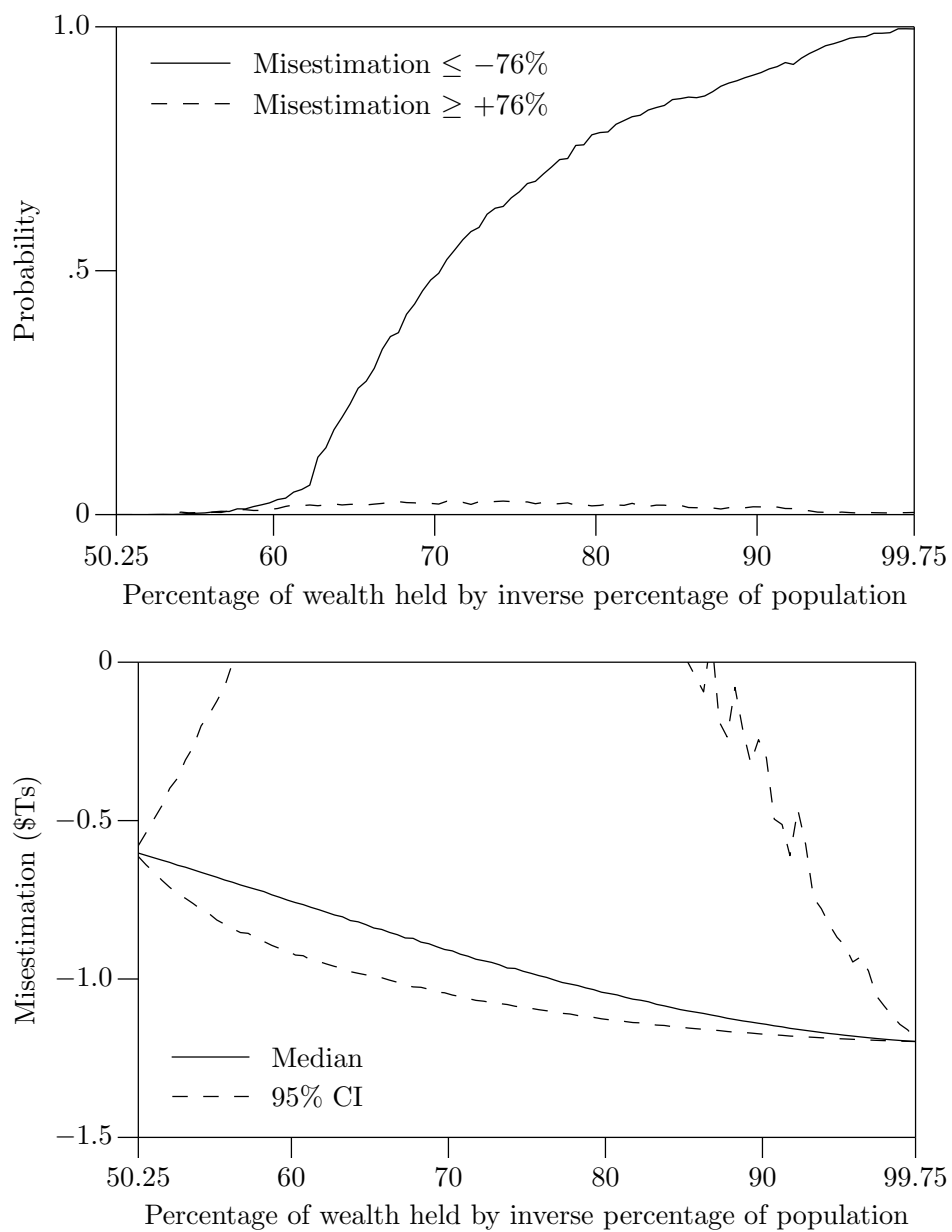 1.0
Misestimation ≤ −76%
Misestimation ≥ +76%
Probability
.5
0
50.25 60 70 80 90 99.75
Percentage of wealth held by inverse percentage of population
0
−0.5
Misestimation ($Ts)
−1.0
Median
95% CI
−1.5
50.25 60 70 80 90 99.75
Percentage of wealth held by inverse percentage of population